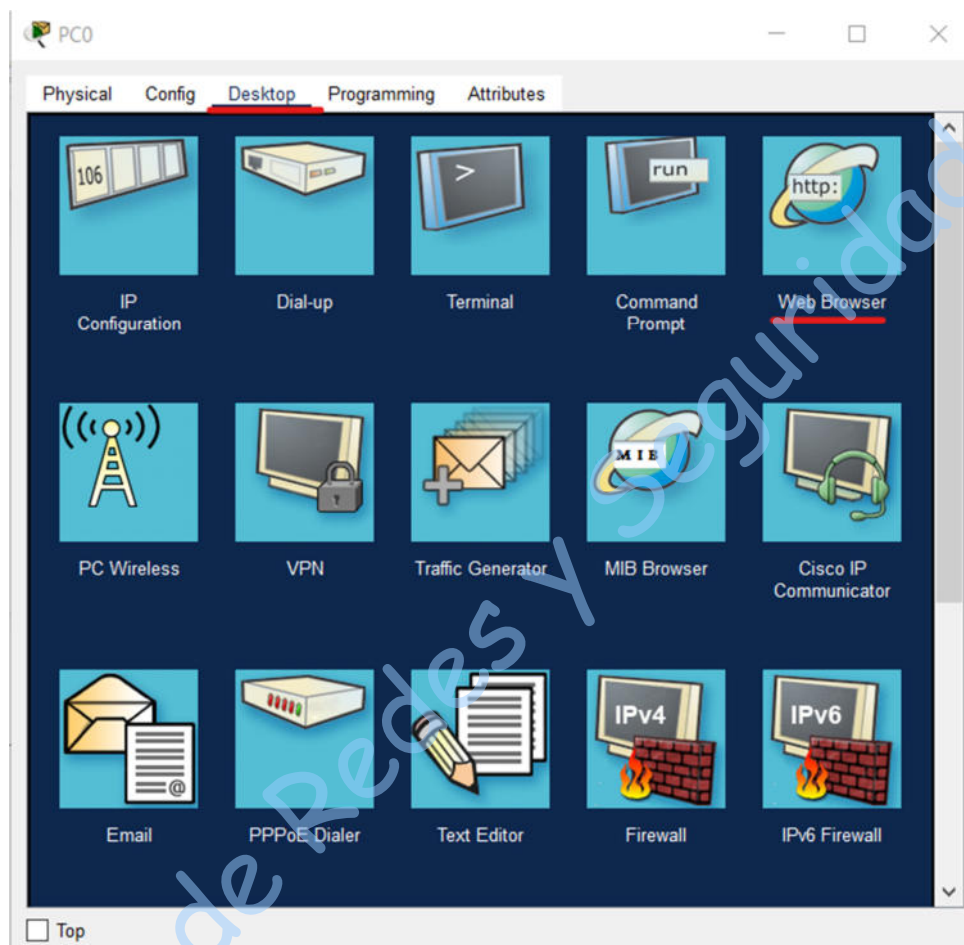 PC0
Physical Config Desktop Programming Attributes
106
>
run
http:
IP
Configuration
Dial-up
Terminal
Command
Prompt
Web Browser
MIB
PC Wireless
VPN
Traffic Generator
MIB Browser
Cisco IP
Communicator
@
IPv4
IPv6
Email
PPPoE Dialer
Text Editor
Firewall
IPv6 Firewall
Top
de Redes y Seguridad